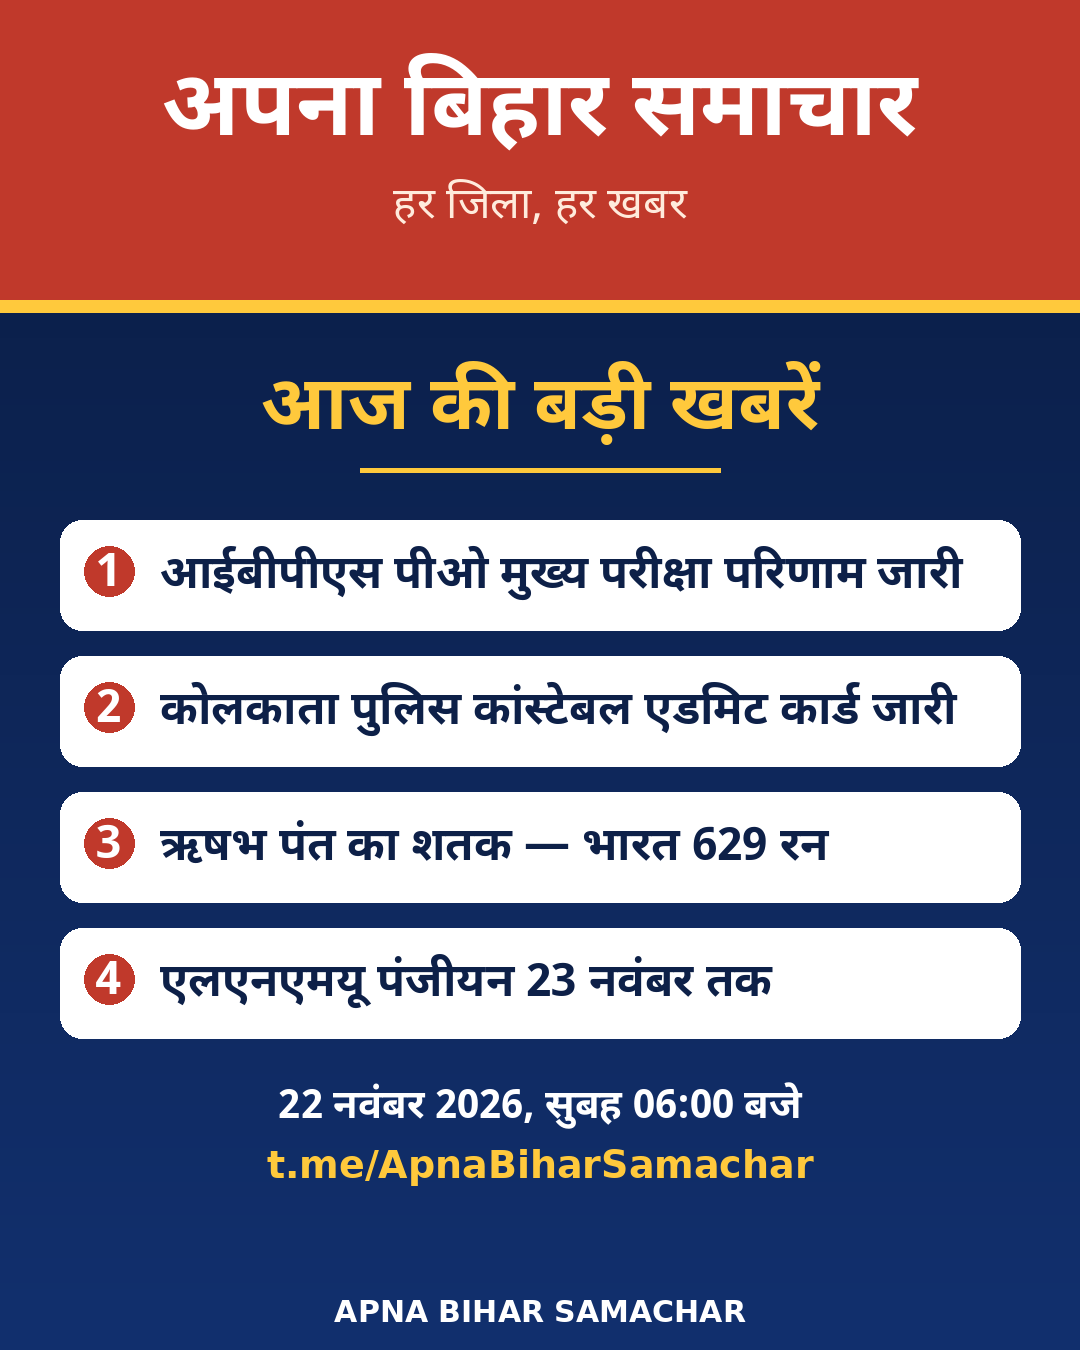 अपना बिहार समाचार
हर जिला, हर खबर
आज की बड़ी खबरें
1 आईबीपीएस पीओ मुख्य परीक्षा परिणाम जारी
2 कोलकाता पुलिस कांस्टेबल एडमिट कार्ड जारी
3 ऋषभ पंत का शतक — भारत 629 रन
4 एलएनएमयू पंजीयन 23 नवंबर तक
22 नवंबर 2026, सुबह 06:00 बजे
t.me/ApnaBiharSamachar
APNA BIHAR SAMACHAR